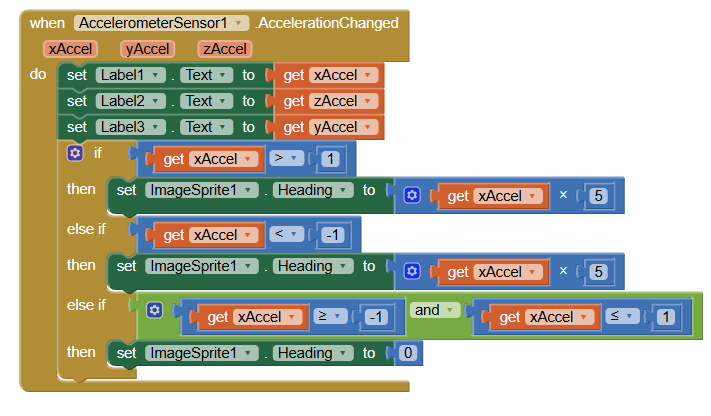 when AccelerometerSensor1 .AccelerationChanged
xAccel yAccel zAccel
do set Label1 . Text to get xAccel
set Label2 . Text to get zAccel
set Label3 . Text to get yAccel
if get xAccel > 1
then set ImageSprite1 . Heading to get xAccel × 5
else if get xAccel < -1
then set ImageSprite1 . Heading to get xAccel × 5
else if get xAccel ≥ -1 and get xAccel ≤ 1
then set ImageSprite1 . Heading to 0